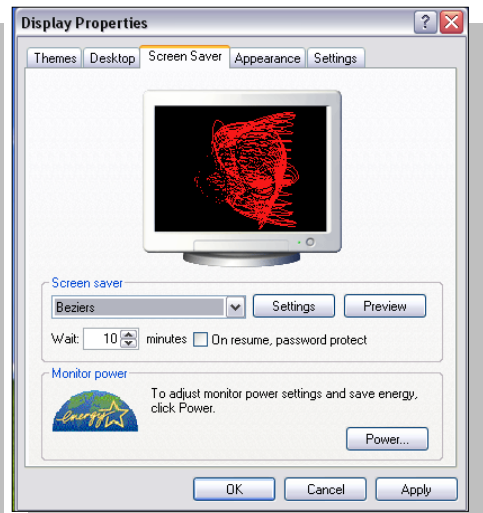 Display Properties
Themes Desktop Screen Saver Appearance Settings
Screen saver
Beziers Settings Preview
Wait: 10 minutes On resume, password protect
Monitor power
energy To adjust monitor power settings and save energy,
click Power.
Power...
OK Cancel Apply